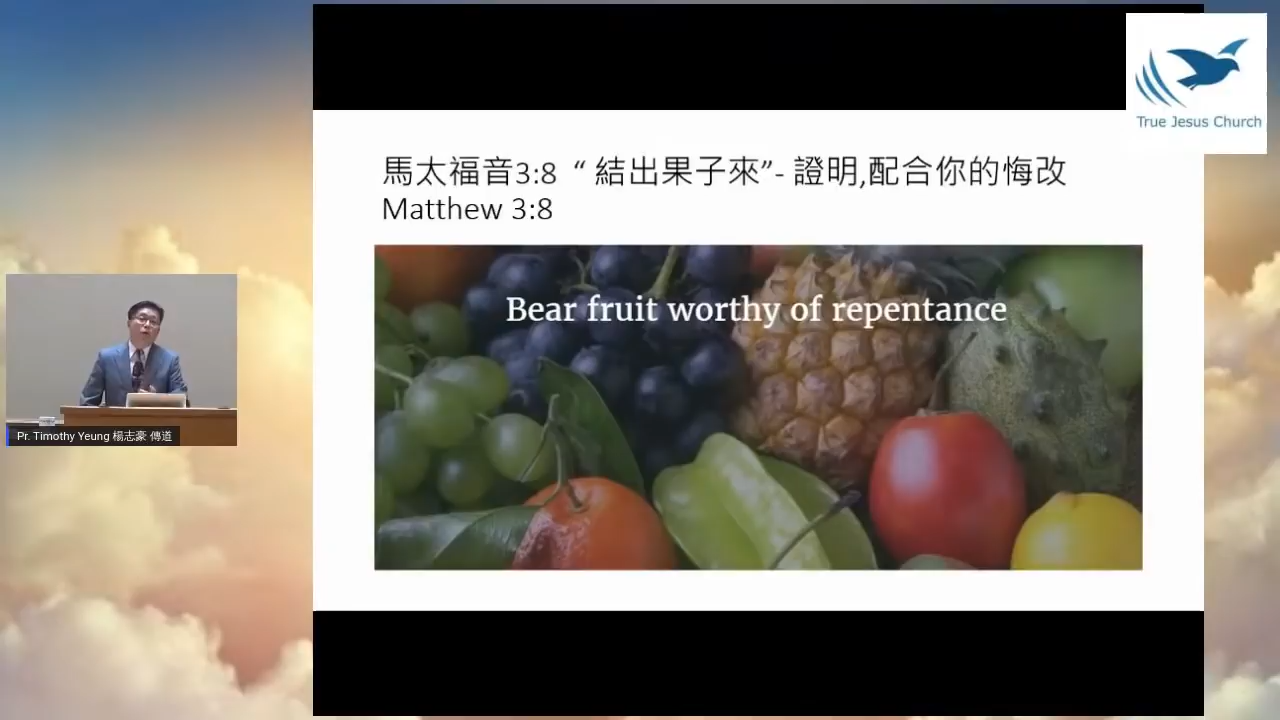 True Jesus Church
馬太福音3:8 “ 結出果子來”- 證明,配合你的悔改
Matthew 3:8
Bear fruit worthy of repentance
Pr. Timothy Yeung 楊志豪 傳道